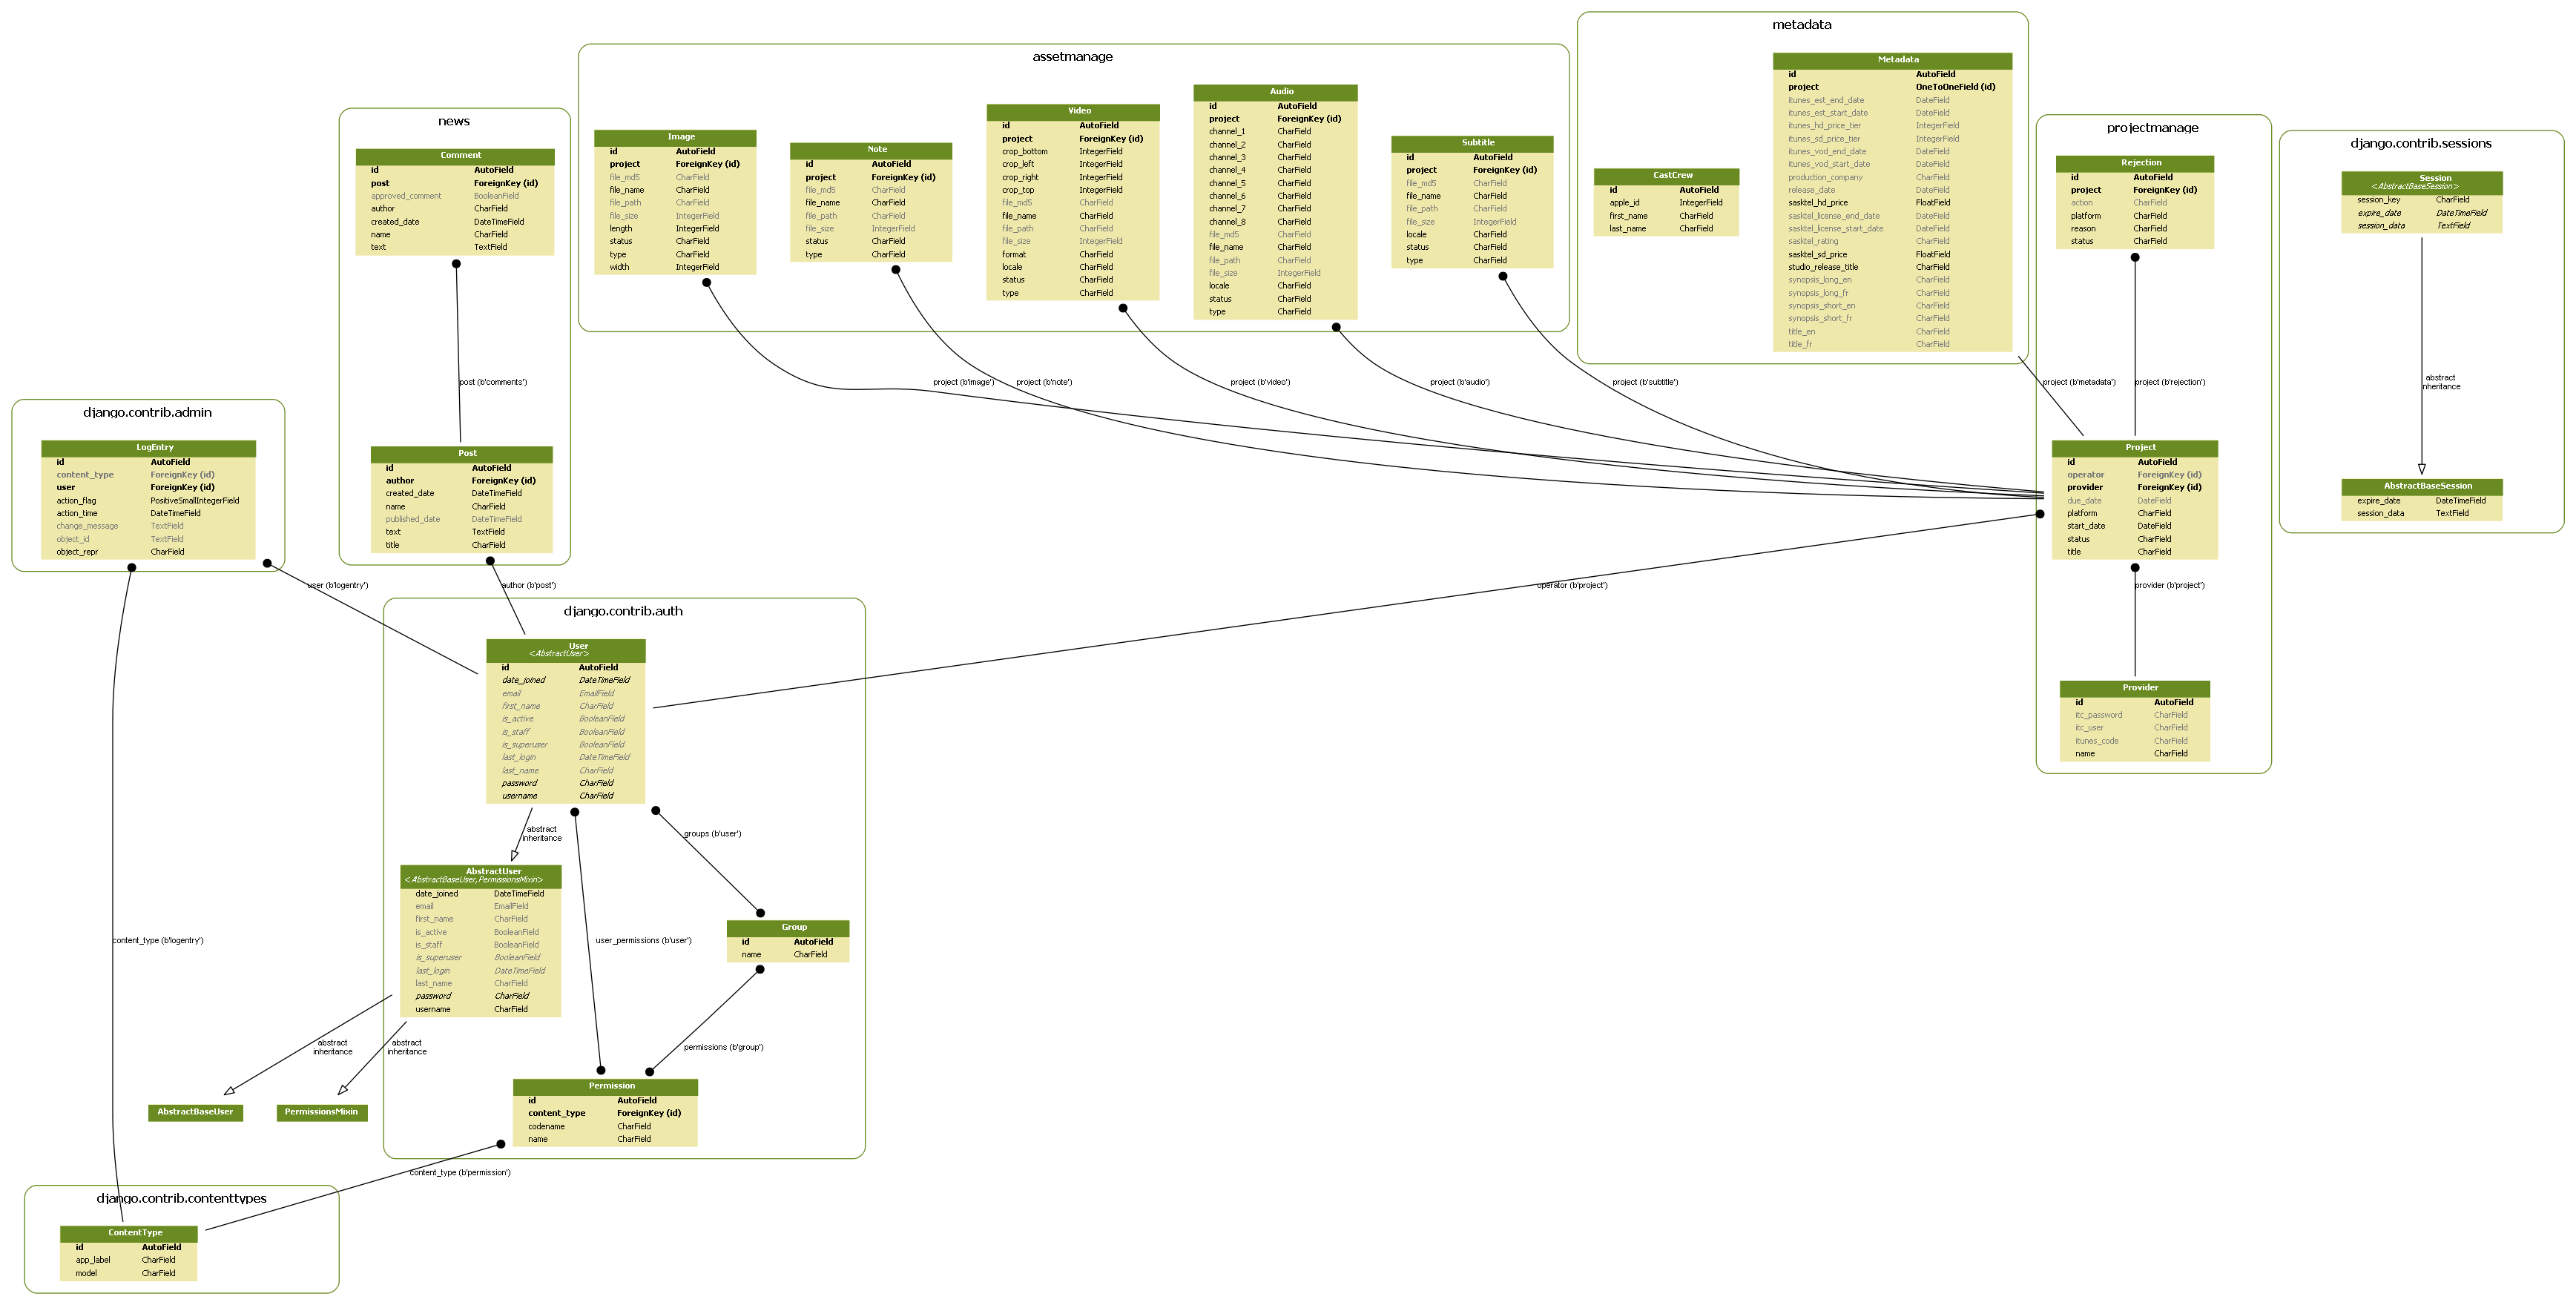 metadata
assetmanage
news
projectmanage
django.contrib.sessions
Metadata
id AutoField
project OneToOneField (id)
itunes_est_end_date DateField
itunes_est_start_date DateField
itunes_hd_price_tier IntegerField
itunes_sd_price_tier IntegerField
itunes_vod_end_date DateField
itunes_vod_start_date DateField
production_company CharField
release_date DateField
sasktel_hd_price FloatField
sasktel_license_end_date DateField
sasktel_license_start_date DateField
sasktel_rating CharField
sasktel_sd_price FloatField
studio_release_title CharField
synopsis_long_en CharField
synopsis_long_fr CharField
synopsis_short_en CharField
synopsis_short_fr CharField
title_en CharField
title_fr CharField
CastCrew
id AutoField
apple_id IntegerField
first_name CharField
last_name CharField
Image
id AutoField
project ForeignKey (id)
file_md5 CharField
file_name CharField
file_path CharField
file_size IntegerField
length IntegerField
status CharField
type CharField
width IntegerField
Note
id AutoField
project ForeignKey (id)
file_md5 CharField
file_name CharField
file_path CharField
file_size IntegerField
status CharField
type CharField
Video
id AutoField
project ForeignKey (id)
crop_bottom IntegerField
crop_left IntegerField
crop_right IntegerField
crop_top IntegerField
file_md5 CharField
file_name CharField
file_path CharField
file_size IntegerField
format CharField
locale CharField
status CharField
type CharField
Audio
id AutoField
project ForeignKey (id)
channel_1 CharField
channel_2 CharField
channel_3 CharField
channel_4 CharField
channel_5 CharField
channel_6 CharField
channel_7 CharField
channel_8 CharField
file_md5 CharField
file_name CharField
file_path CharField
file_size IntegerField
locale CharField
status CharField
type CharField
Subtitle
id AutoField
project ForeignKey (id)
file_md5 CharField
file_name CharField
file_path CharField
file_size IntegerField
locale CharField
status CharField
type CharField
Comment
id AutoField
post ForeignKey (id)
approved_comment BooleanField
author CharField
created_date DateTimeField
name CharField
text TextField
Rejection
id AutoField
project ForeignKey (id)
action CharField
platform CharField
reason CharField
status CharField
Session
<AbstractBaseSession>
session_key CharField
expire_date DateTimeField
session_data TextField
post (b'comments')
project (b'image')
project (b'note')
project (b'video')
project (b'audio')
project (b'subtitle')
project (b'metadata')
project (b'rejection')
abstract
inheritance
django.contrib.admin
LogEntry
id AutoField
content_type ForeignKey (id)
user ForeignKey (id)
action_flag PositiveSmallIntegerField
action_time DateTimeField
change_message TextField
object_id TextField
object_repr CharField
Post
id AutoField
author ForeignKey (id)
created_date DateTimeField
name CharField
published_date DateTimeField
text TextField
title CharField
Project
id AutoField
operator ForeignKey (id)
provider ForeignKey (id)
due_date DateField
platform CharField
start_date DateField
status CharField
title CharField
AbstractBaseSession
expire_date DateTimeField
session_data TextField
user (b'logentry')
author (b'post')
operator (b'project')
provider (b'project')
django.contrib.auth
User
<AbstractUser>
id AutoField
date_joined DateTimeField
email EmailField
first_name CharField
is_active BooleanField
is_staff BooleanField
is_superuser BooleanField
last_login DateTimeField
last_name CharField
password CharField
username CharField
Provider
id AutoField
itc_password CharField
itc_user CharField
itunes_code CharField
name CharField
abstract
inheritance
groups (b'user')
AbstractUser
<AbstractBaseUser,PermissionsMixin>
date_joined DateTimeField
email EmailField
first_name CharField
is_active BooleanField
is_staff BooleanField
is_superuser BooleanField
last_login DateTimeField
last_name CharField
password CharField
username CharField
Group
id AutoField
name CharField
content_type (b'logentry')
user_permissions (b'user')
abstract
inheritance
abstract
inheritance
permissions (b'group')
AbstractBaseUser
PermissionsMixin
Permission
id AutoField
content_type ForeignKey (id)
codename CharField
name CharField
content_type (b'permission')
django.contrib.contenttypes
ContentType
id AutoField
app_label CharField
model CharField